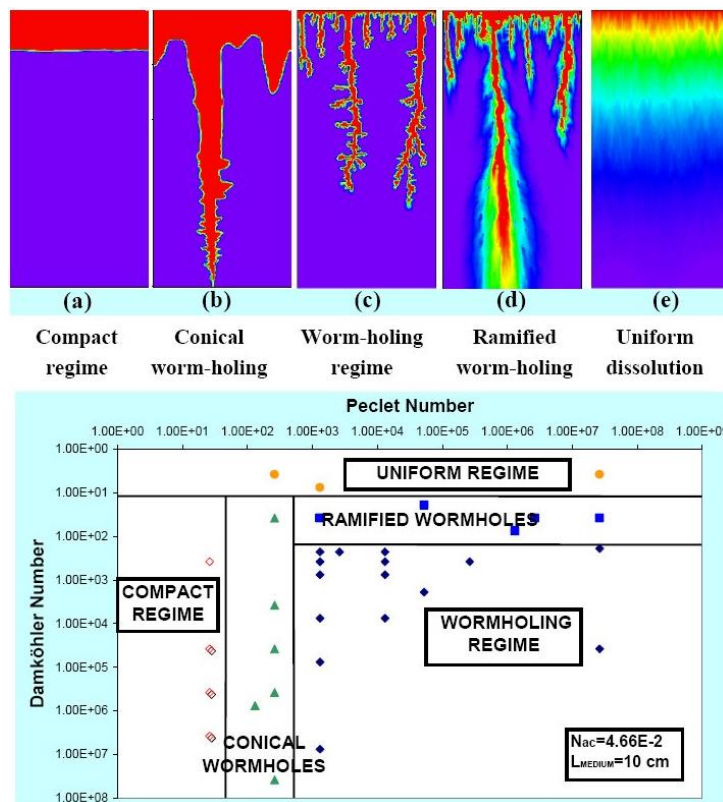 (a) (b) (c) (d) (e)
Compact Conical Worm-holing Ramified Uniform
regime worm-holing regime worm-holing dissolution
Peclet Number
1.00E+00 1.00E+01 1.00E+02 1.00E+03 1.00E+04 1.00E+05 1.00E+06 1.00E+07 1.00E+08 1.00E+09
1.00E+00
UNIFORM REGIME
1.00E+01
RAMIFIED WORMHOLES
1.00E+02
1.00E+03
COMPACT
REGIME
1.00E+04
WORMHOLING
REGIME
1.00E+05
1.00E+06
CONICAL
WORMHOLES
1.00E+07
1.00E+08
Damköhler Number
NAC=4.66E-2
LMEDIUM=10 cm